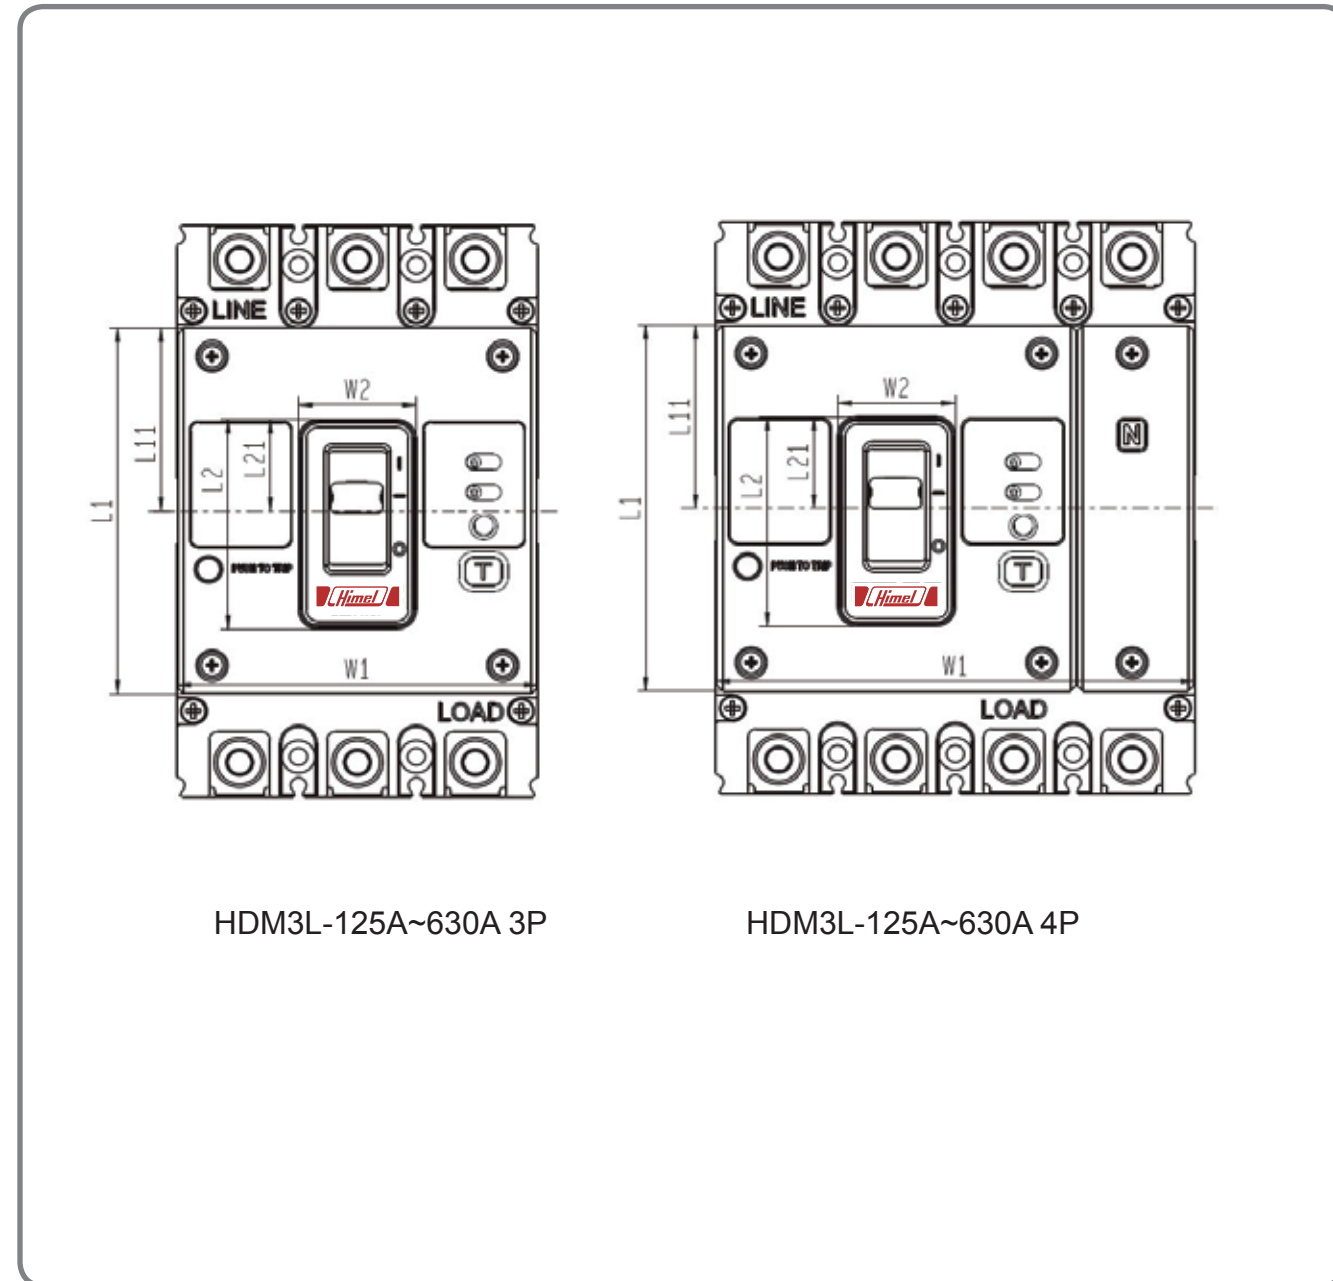 LINE
W2
L11
L21
L2
L1
I
O
PUSH TO TRIP
T
Himel
W1
LOAD
LINE
W2
L11
L21
L2
L1
N
I
O
PUSH TO TRIP
T
Himel
W1
LOAD
HDM3L-125A~630A 3P
HDM3L-125A~630A 4P